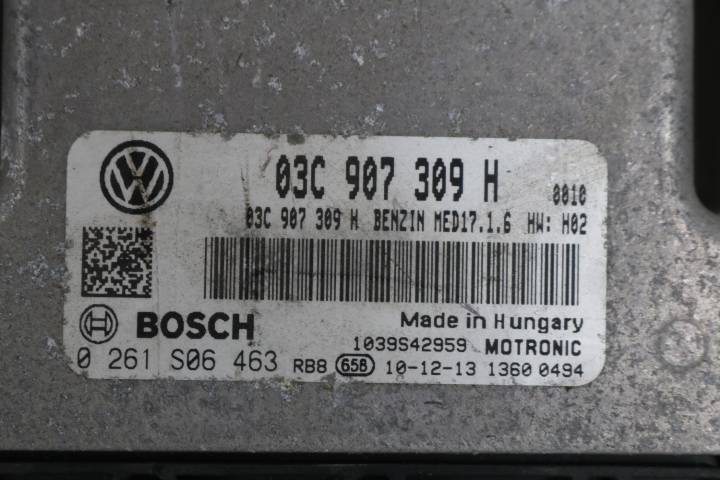 03C 907 309 H 0010
03C 907 309 H BENZIN MED17.1.6 HW: H02
BOSCH Made in Hungary
1039S42959 MOTRONIC
0 261 S06 463 RB8 658 10-12-13 1360 0494